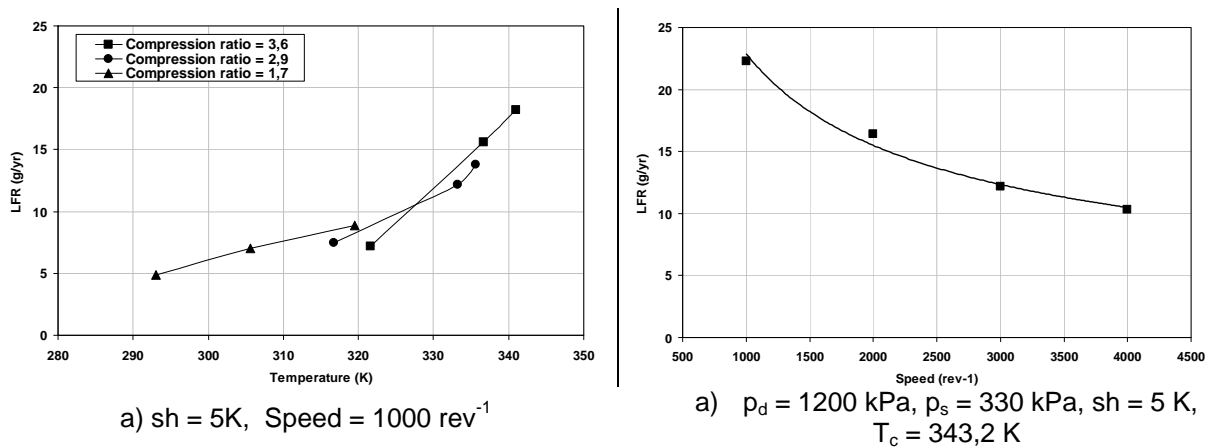 25
20
15
10
5
0
LFR (g/yr)
Compression ratio = 3,6
Compression ratio = 2,9
Compression ratio = 1,7
280 290 300 310 320 330 340 350
Temperature (K)
a) sh = 5K, Speed = 1000 rev-1
25
20
15
10
5
0
LFR (g/yr)
500 1000 1500 2000 2500 3000 3500 4000 4500
Speed (rev-1)
a) pd = 1200 kPa, ps = 330 kPa, sh = 5 K,
Tc = 343,2 K